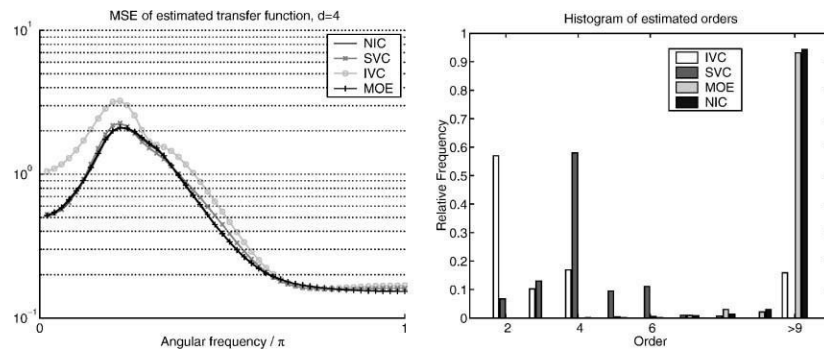 MSE of estimated transfer function, d=4
10^1
10^0
10^-1
NIC
SVC
IVC
MOE
0
1
Angular frequency / π
Histogram of estimated orders
1
0.9
0.8
0.7
0.6
0.5
0.4
0.3
0.2
0.1
0
Relative Frequency
IVC
SVC
MOE
NIC
2
4
6
>9
Order